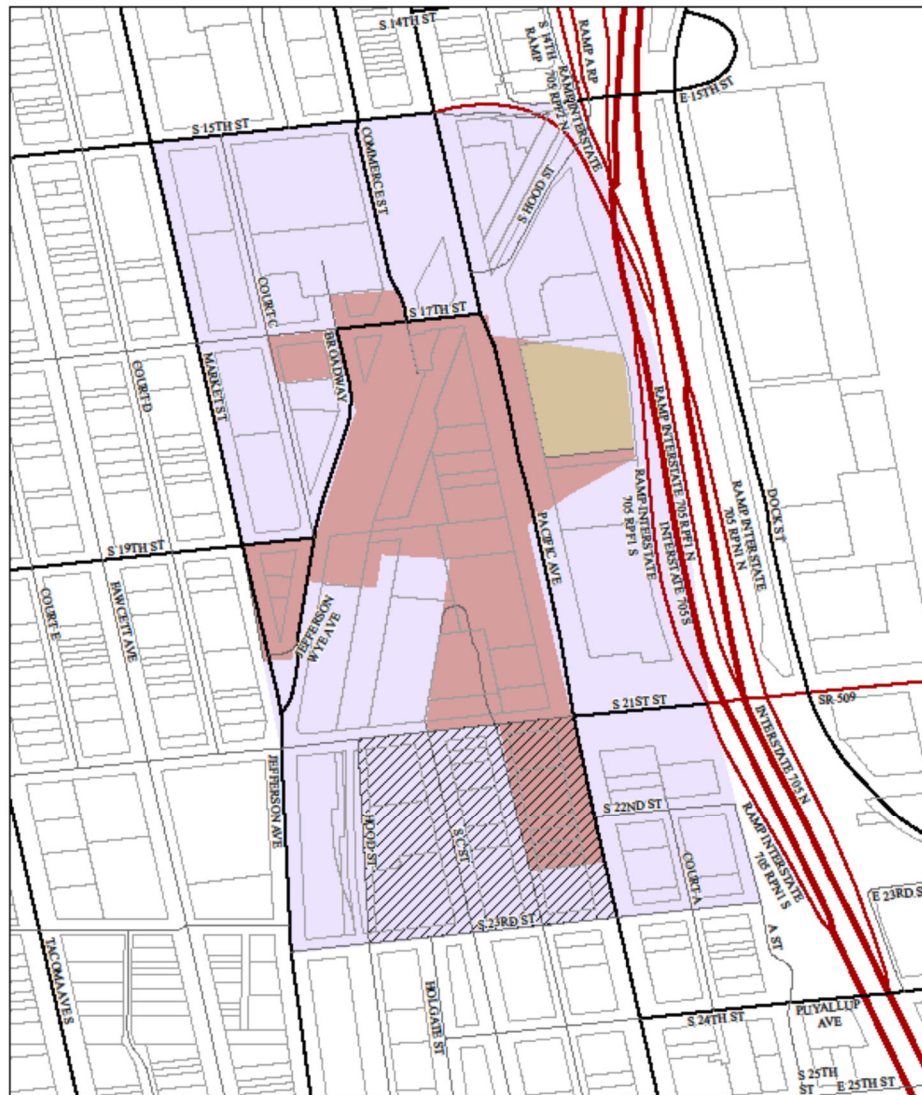 S 14TH ST
S 14TH
RAMP
RAMP A RP
RAMP INTERSTATE
705 RPF2 N
E 15TH ST
S 15TH ST
COMMERCE ST
S HOOD ST
COURT C
S 17TH ST
BROADWAY
MARKET ST
COURT D
RAMP INTERSTATE 705 RPF1 N
RAMP INTERSTATE
705 RPN1 N
DOCK ST
RAMP INTERSTATE
705 RPF1 S
INTERSTATE 705 S
PACIFIC AVE
S 19TH ST
COURT E
FAWCETT AVE
JEFFERSON
WYE AVE
S 21ST ST
SR 509
INTERSTATE 705 N
JEFFERSON AVE
HOOD ST
S C ST
S 22ND ST
RAMP INTERSTATE
705 RPN1 S
COURT A
E 23RD S
S 23RD ST
A ST
TACOMA AVE S
HOLGATE ST
PUYALLUP
AVE
S 24TH ST
S 25TH
ST
E 25TH ST